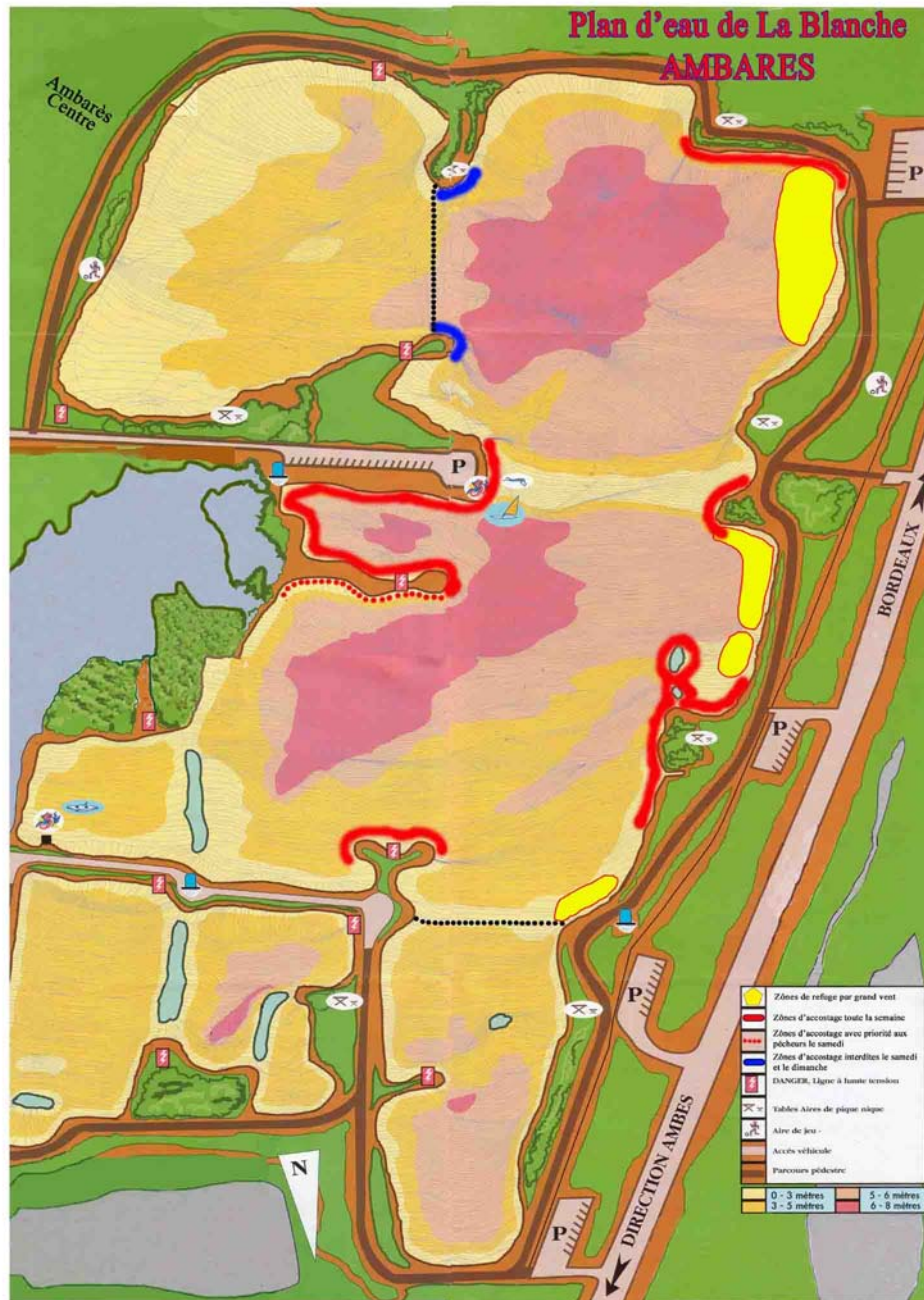 Plan d'eau de La Blanche
AMBARES
Ambarès
Centre
P
P
BORDEAUX
P
P
N
DIRECTION AMBES
P
Zônes de refuge par grand vent
Zônes d'accostage toute la semaine
Zônes d'accostage avec priorité aux
pêcheurs le samedi
Zônes d'accostage interdites le samedi
et le dimanche
DANGER, Ligne à haute tension
Tables Aires de pique nique
Aire de jeu -
Accès véhicule
Parcours pédestre
0 - 3 mètres
5 - 6 mètres
3 - 5 mètres
6 - 8 mètres